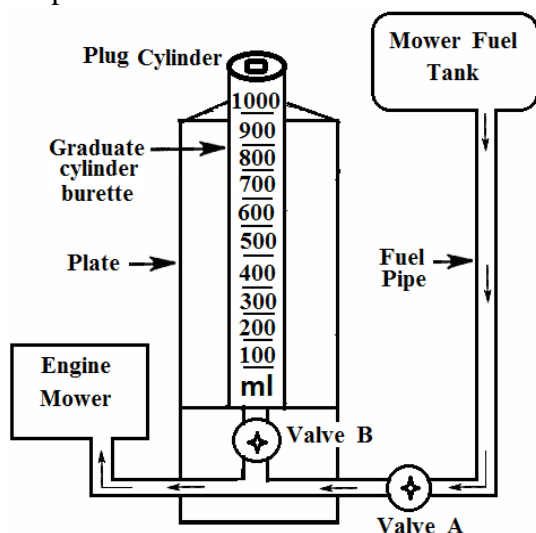 Plug Cylinder
Mower Fuel
Tank
1000
900
800
700
600
500
400
300
200
100
ml
Graduate
cylinder
burette
Plate
Fuel
Pipe
Engine
Mower
Valve B
Valve A